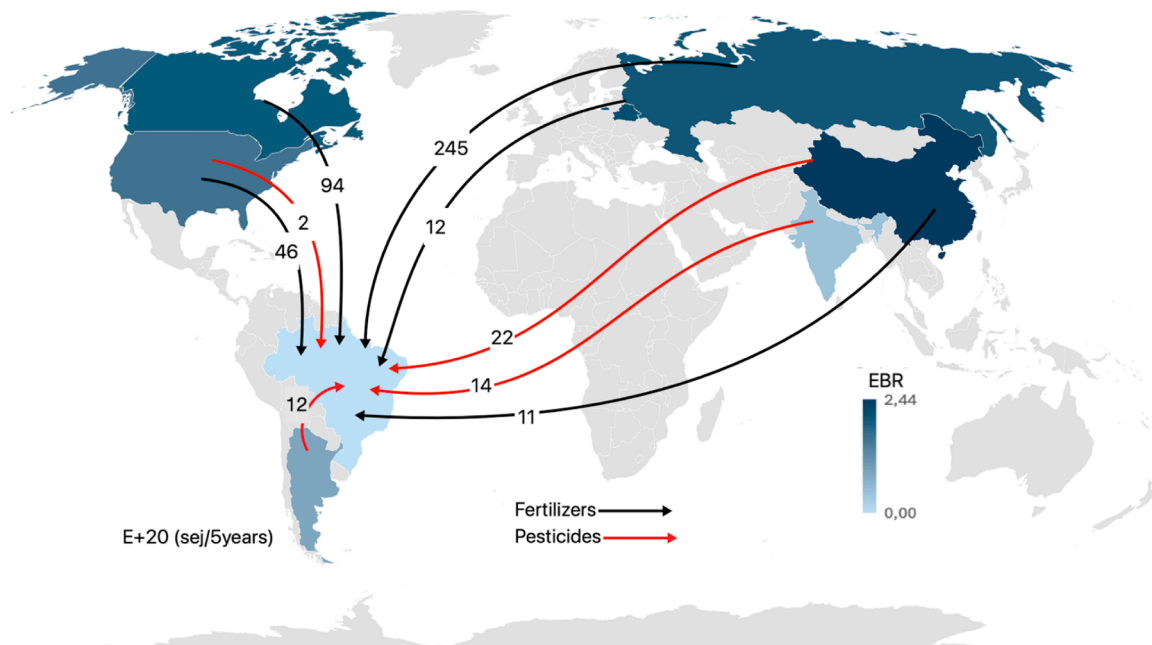 245
94
12
2
46
22
14
12
11
EBR
2,44
0,00
Fertilizers
Pesticides
E+20 (sej/5years)